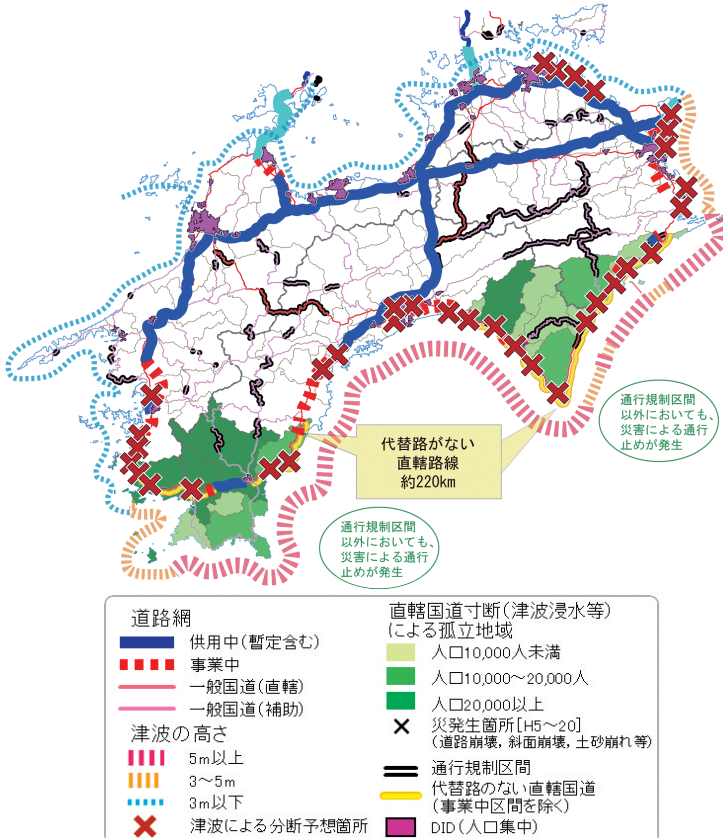 通行規制区間
以外においても、
災害による通行
止めが発生
代替路がない
直轄路線
約220km
通行規制区間
以外においても、
災害による通行
止めが発生
道路網
供用中(暫定含む)
事業中
一般国道(直轄)
一般国道(補助)
津波の高さ
5m以上
3～5m
3m以下
津波による分断予想箇所
直轄国道寸断(津波浸水等)
による孤立地域
人口10,000人未満
人口10,000～20,000人
人口20,000以上
災発生箇所[H5～20]
(道路崩壊，斜面崩壊，土砂崩れ等)
通行規制区間
代替路のない直轄国道
(事業中区間を除く)
DID(人口集中)